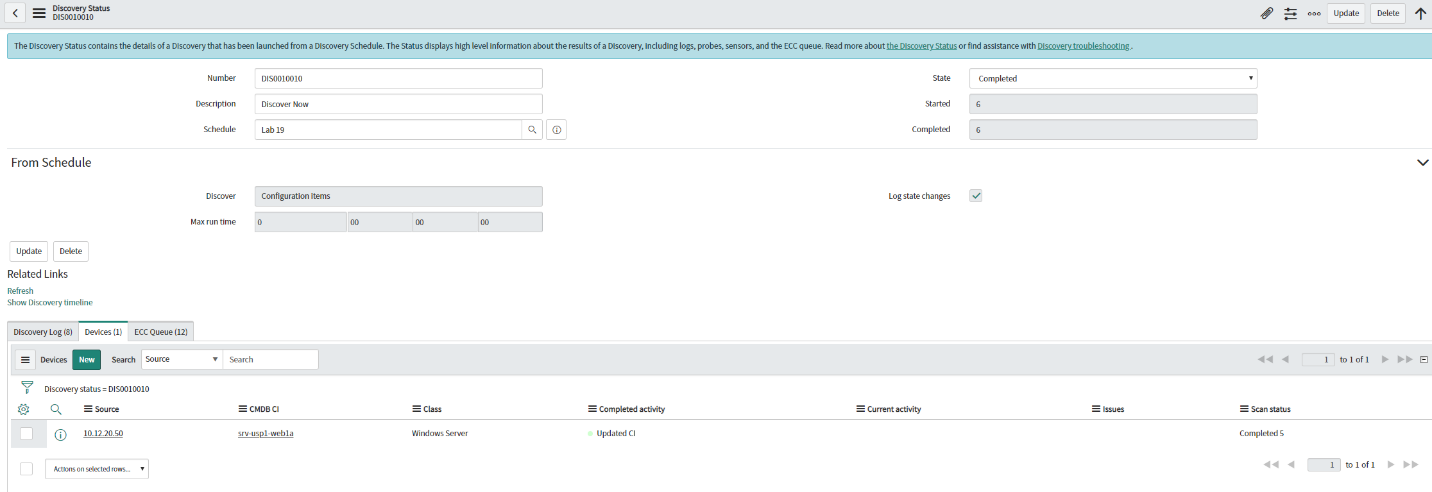 Discovery Status
DIS0010010
Update
Delete
The Discovery Status contains the details of a Discovery that has been launched from a Discovery Schedule. The Status displays high level information about the results of a Discovery, including logs, probes, sensors, and the ECC queue. Read more about the Discovery Status or find assistance with Discovery troubleshooting .
Number DIS0010010 State Completed
Description Discover Now Started 6
Schedule Lab 19 Completed 6
From Schedule
Discover Configuration Items Log state changes
Max run time 0 00 00 00
Update Delete
Related Links
Refresh
Show Discovery timeline
Discovery Log (8) Devices (1) ECC Queue (12)
Devices New Search Source Search 1 to 1 of 1
Discovery status = DIS0010010
Source CMDB CI Class Completed activity Current activity Issues Scan status
10.12.20.50 srv-usp1-web1a Windows Server Updated CI Completed 5
Actions on selected rows... 1 to 1 of 1